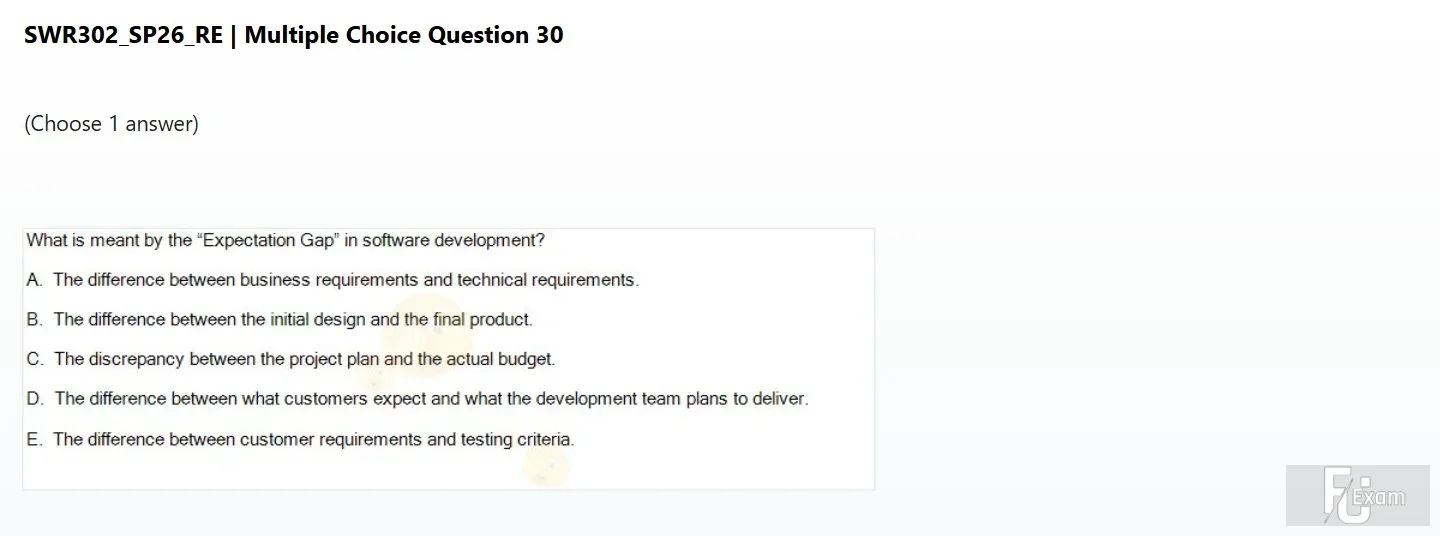 SWR302_SP26_RE | Multiple Choice Question 30
(Choose 1 answer)
What is meant by the “Expectation Gap” in software development?
A. The difference between business requirements and technical requirements.
B. The difference between the initial design and the final product.
C. The discrepancy between the project plan and the actual budget.
D. The difference between what customers expect and what the development team plans to deliver.
E. The difference between customer requirements and testing criteria.
Exam